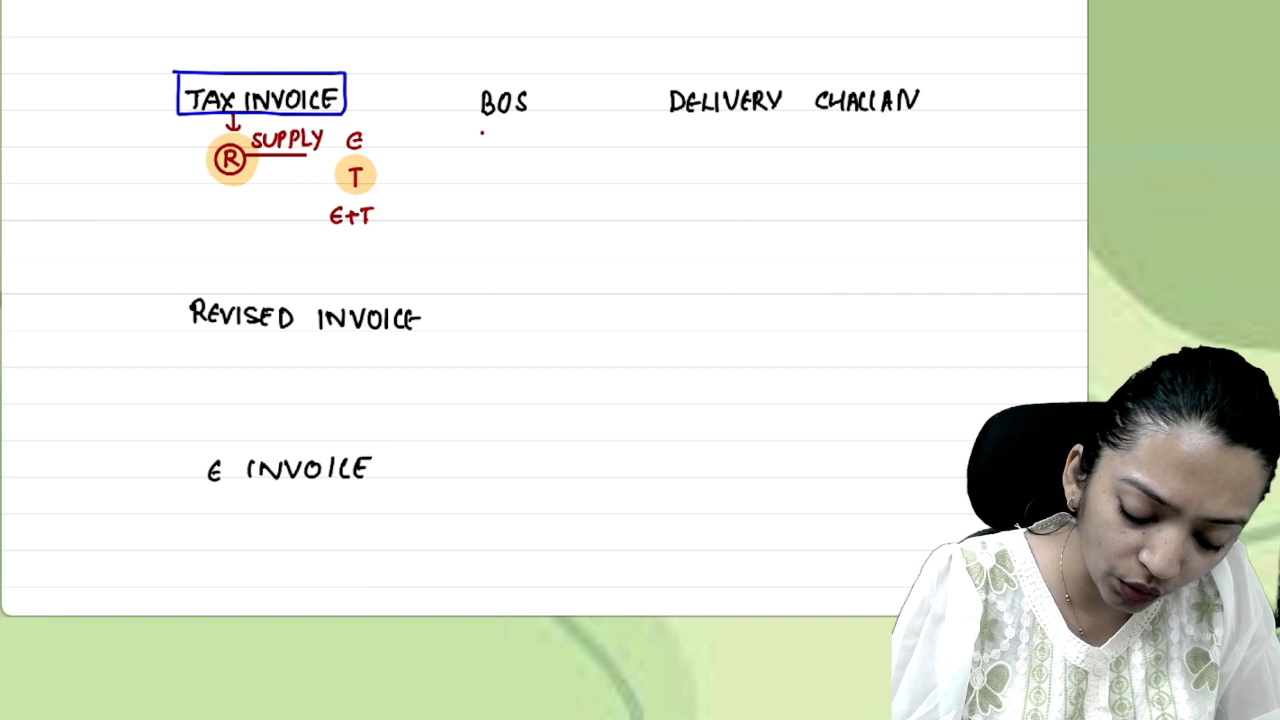 TAX INVOICE BOS DELIVERY CHALLAN
SUPPLY E
R
T
E+T
REVISED INVOICE
E INVOICE